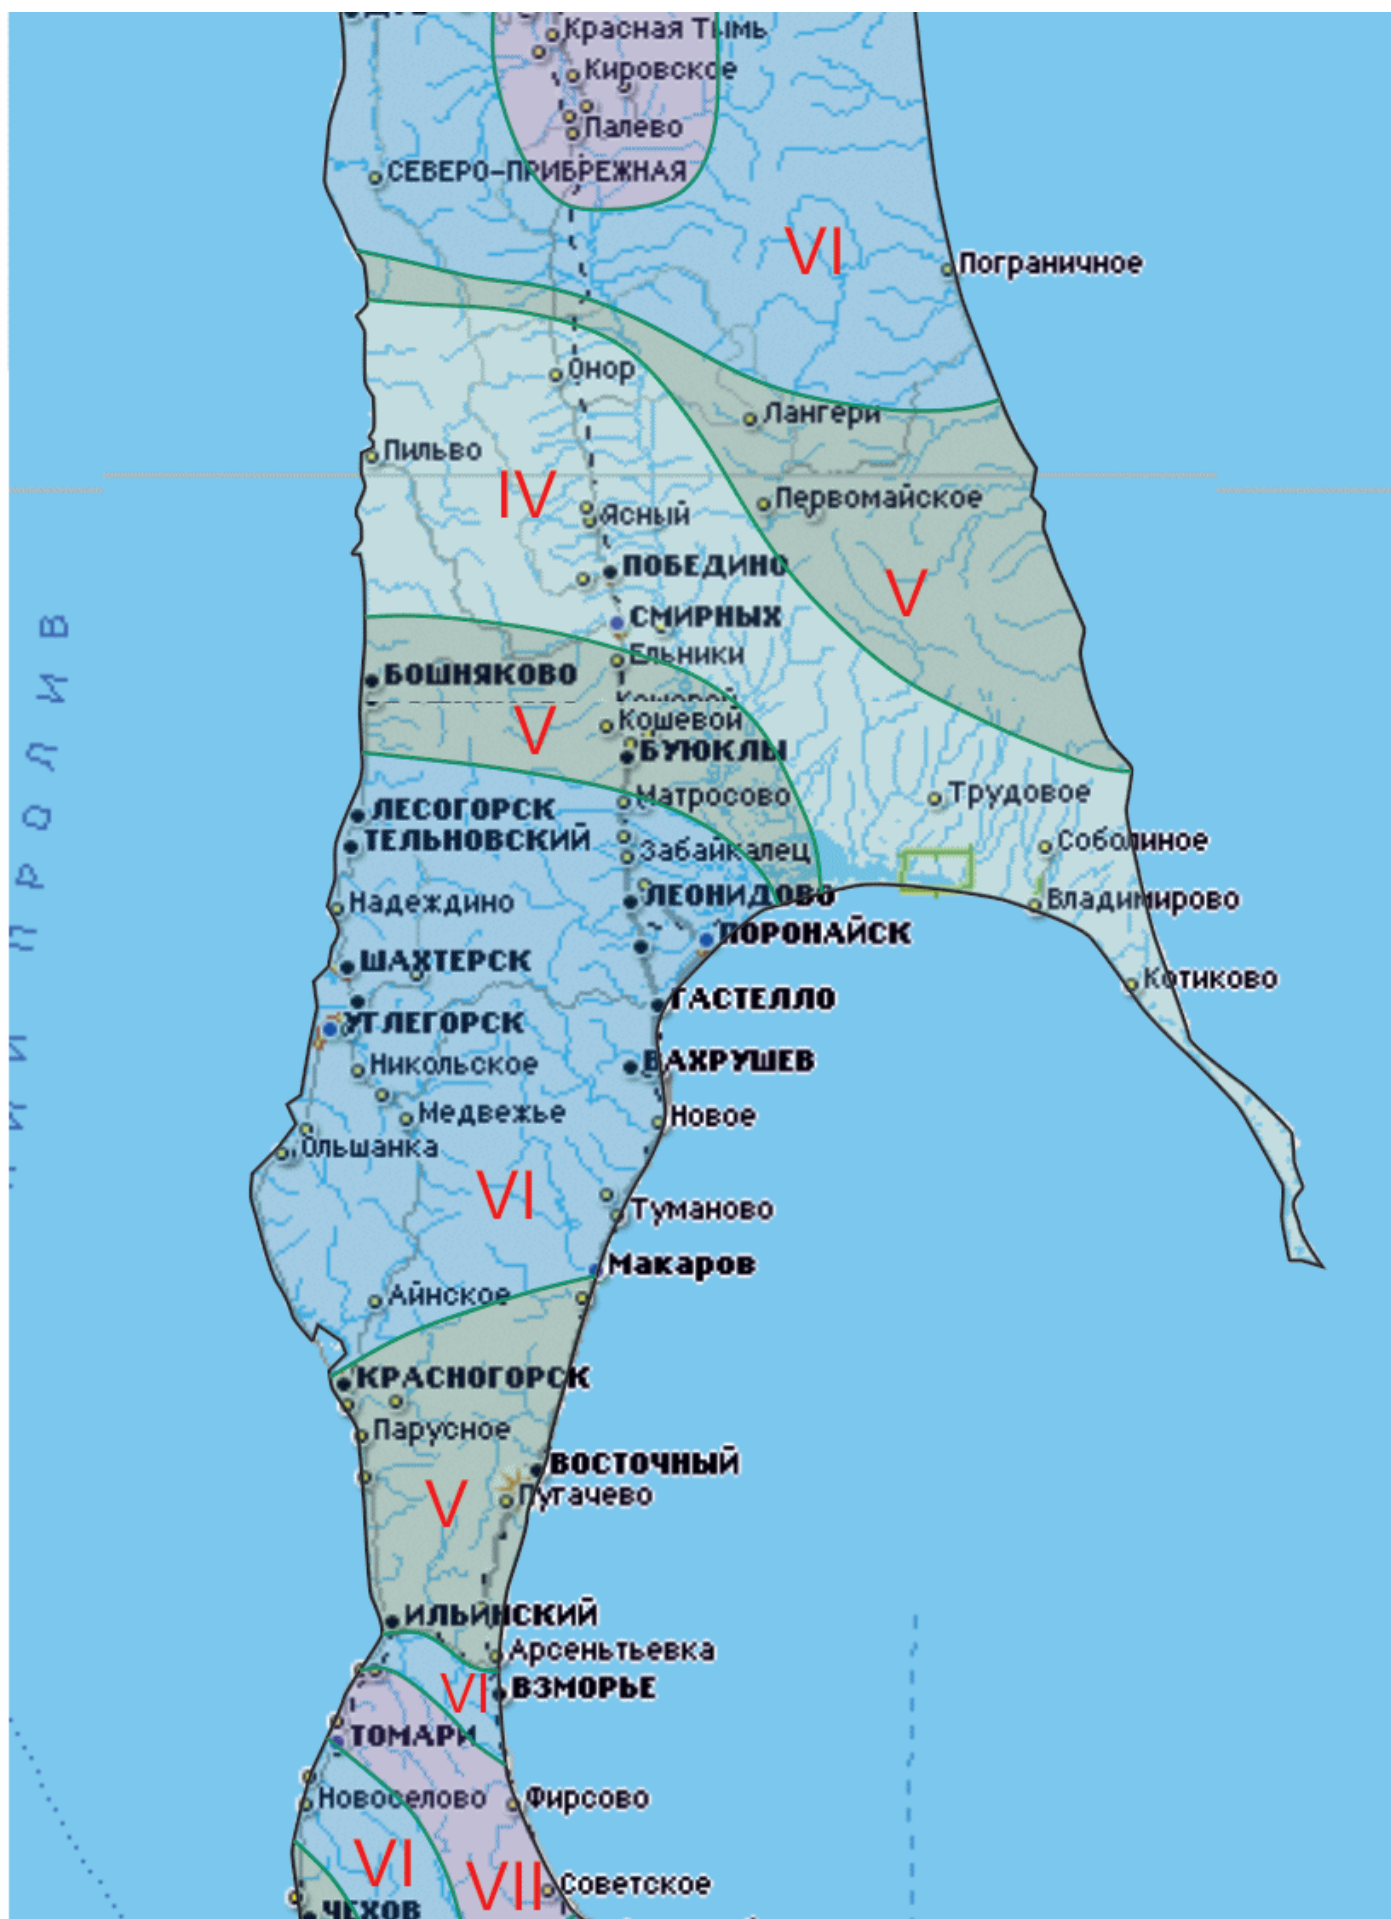 Красная Тымь
Кировское
Палево
СЕВЕРО-ПРИБРЕЖНАЯ
VI
Пограничное
Онор
Лангери
Пильво
IV
Первомайское
Ясный
ПОБЕДИНО
V
СМИРНЫХ
Ельники
БОШНЯКОВО
Кошевой
V
БУЮКЛЫ
Матросово
Трудовое
ЛЕСОГОРСК
ТЕЛЬНОВСКИЙ
Соболиное
Забайкалец
ЛЕОНИДОВО
Надеждино
Владимирово
ПОРОНАЙСК
ШАХТЕРСК
Котиково
ГАСТЕЛЛО
УГЛЕГОРСК
ВАХРУШЕВ
Никольское
Медвежье
Новое
Ольшанка
VI
Туманово
Макаров
Айнское
КРАСНОГОРСК
Парусное
ВОСТОЧНЫЙ
V
Пугачево
ИЛЬИНСКИЙ
Арсеньтьевка
VI
ВЗМОРЬЕ
ТОМАРИ
Новоселово
Фирсово
VI
VII
Советское
ЧЕХОВ
ПРОЛИВ